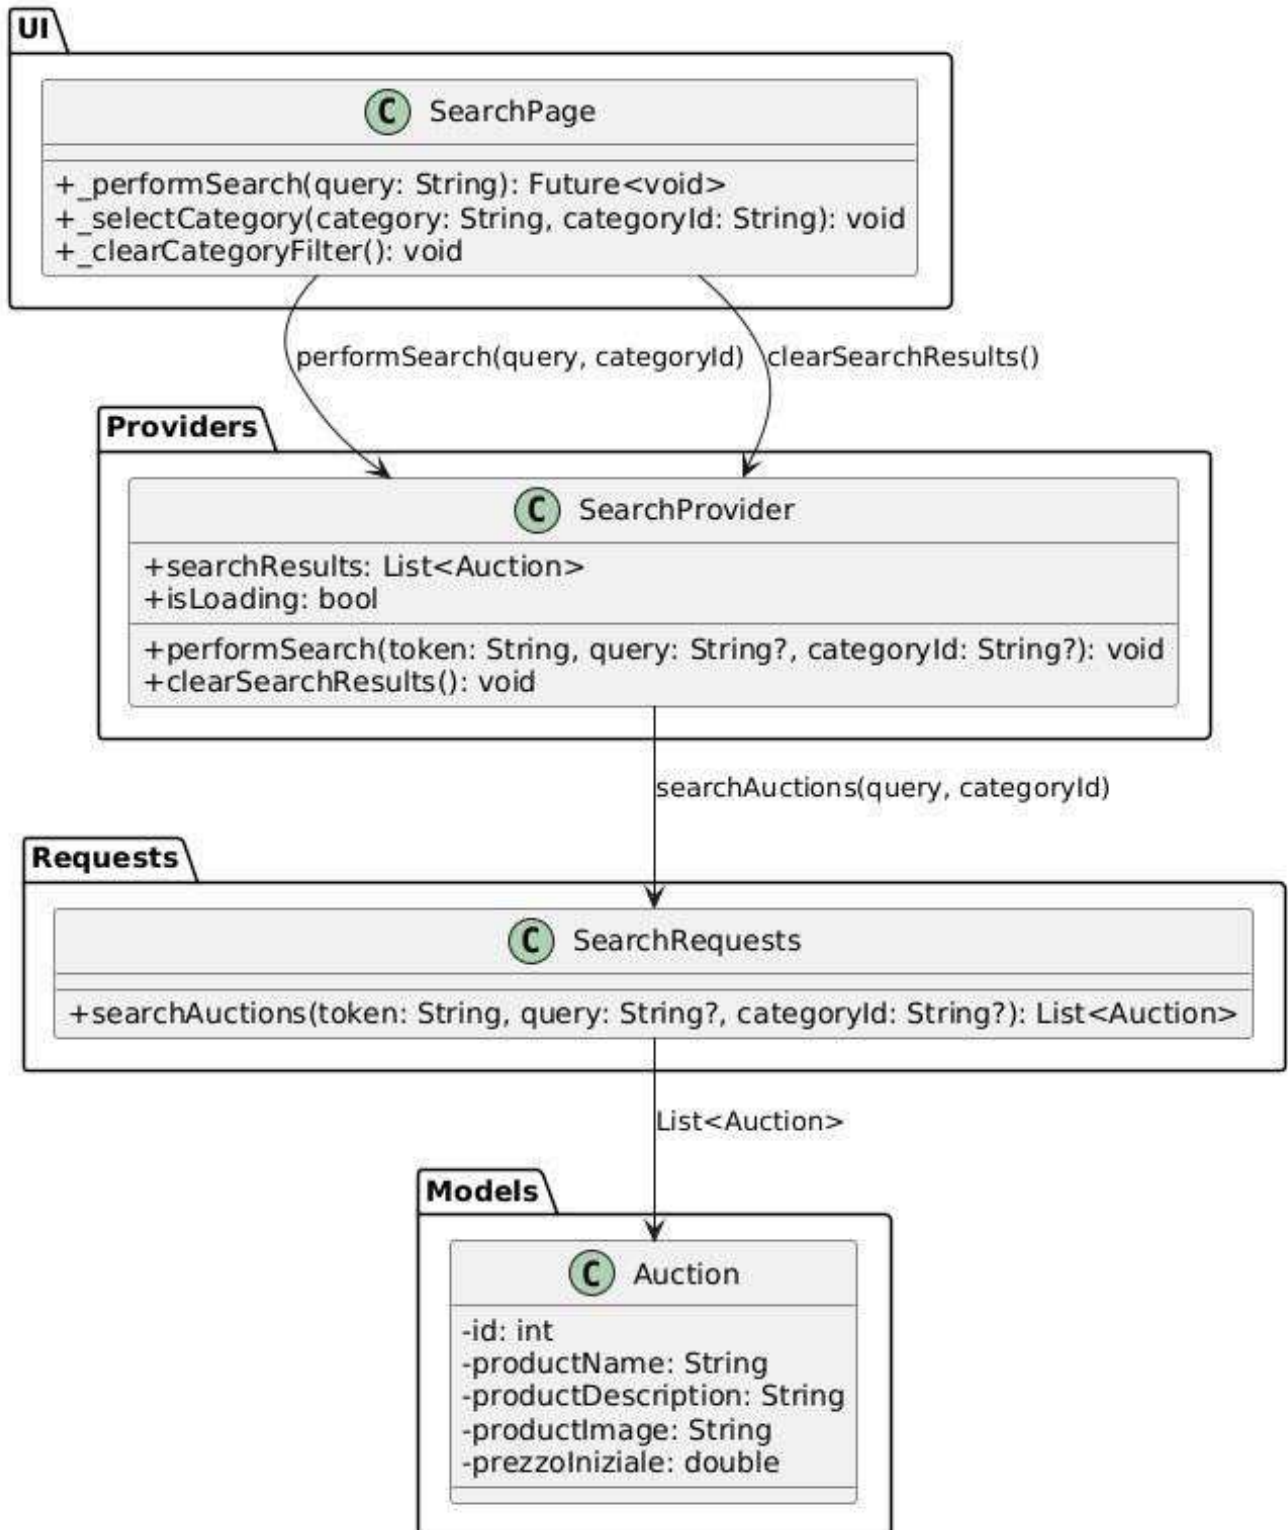 UI
C SearchPage
+_performSearch(query: String): Future<void>
+_selectCategory(category: String, categoryId: String): void
+_clearCategoryFilter(): void
performSearch(query, categoryId) clearSearchResults()
Providers
C SearchProvider
+searchResults: List<Auction>
+isLoading: bool
+performSearch(token: String, query: String?, categoryId: String?): void
+clearSearchResults(): void
searchAuctions(query, categoryId)
Requests
C SearchRequests
+searchAuctions(token: String, query: String?, categoryId: String?): List<Auction>
List<Auction>
Models
C Auction
-id: int
-productName: String
-productDescription: String
-productImage: String
-prezzoIniziale: double